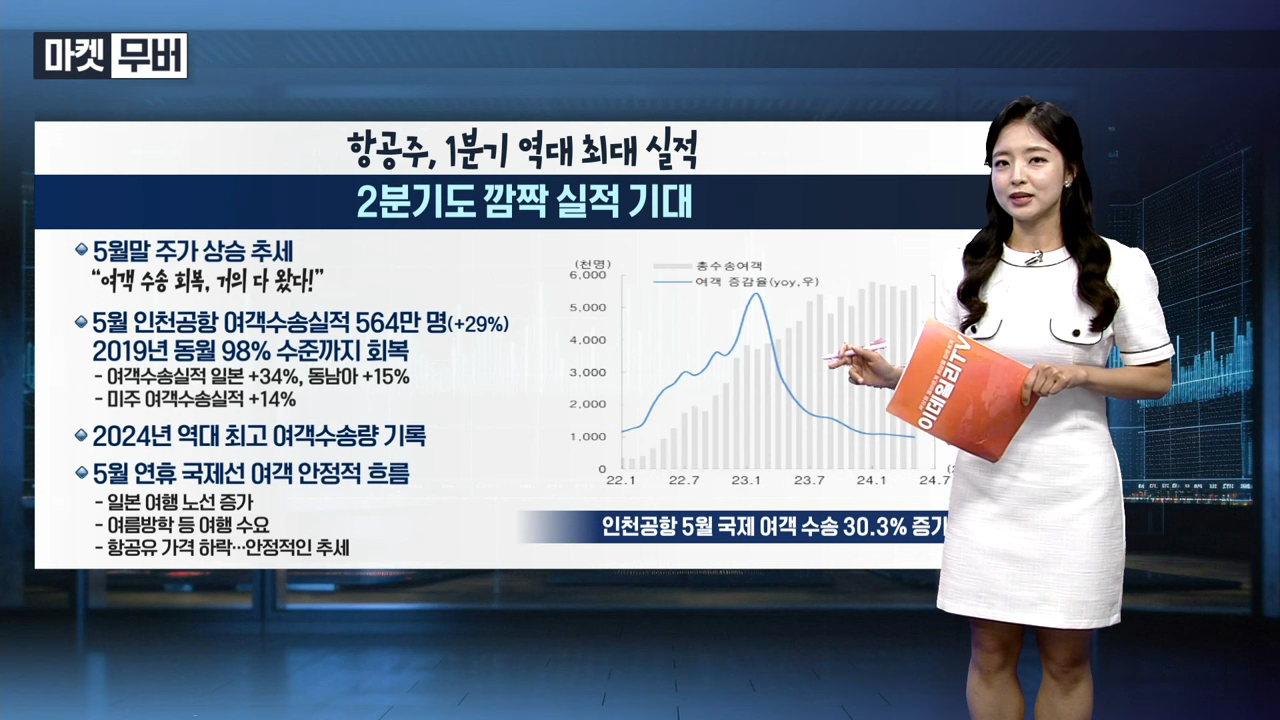 마켓 무버
항공주, 1분기 역대 최대 실적
2분기도 깜짝 실적 기대
5월말 주가 상승 추세
“여객 수송 회복, 거의 다 왔다!”
5월 인천공항 여객수송실적 564만 명(+29%)
2019년 동월 98% 수준까지 회복
- 여객수송실적 일본 +34%, 동남아 +15%
- 미주 여객수송실적 +14%
2024년 역대 최고 여객수송량 기록
5월 연휴 국제선 여객 안정적 흐름
- 일본 여행 노선 증가
- 여름방학 등 여행 수요
- 항공유 가격 하락…안정적인 추세
(천명)
총수송여객
여객 증감율(yoy,우)
6,000
5,000
4,000
3,000
2,000
1,000
0
22.1 22.7 23.1 23.7 24.1 24.7
인천공항 5월 국제 여객 수송 30.3% 증가
이데일리TV